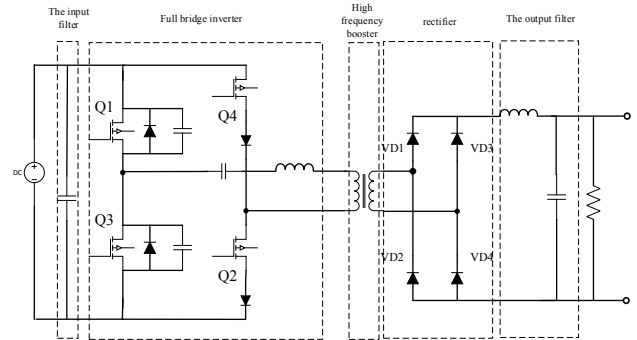 The input
filter
Full bridge inverter
High
frequency
booster
rectifier
The output filter
Q1
Q4
VD1
VD3
DC
Q3
Q2
VD2
VD4